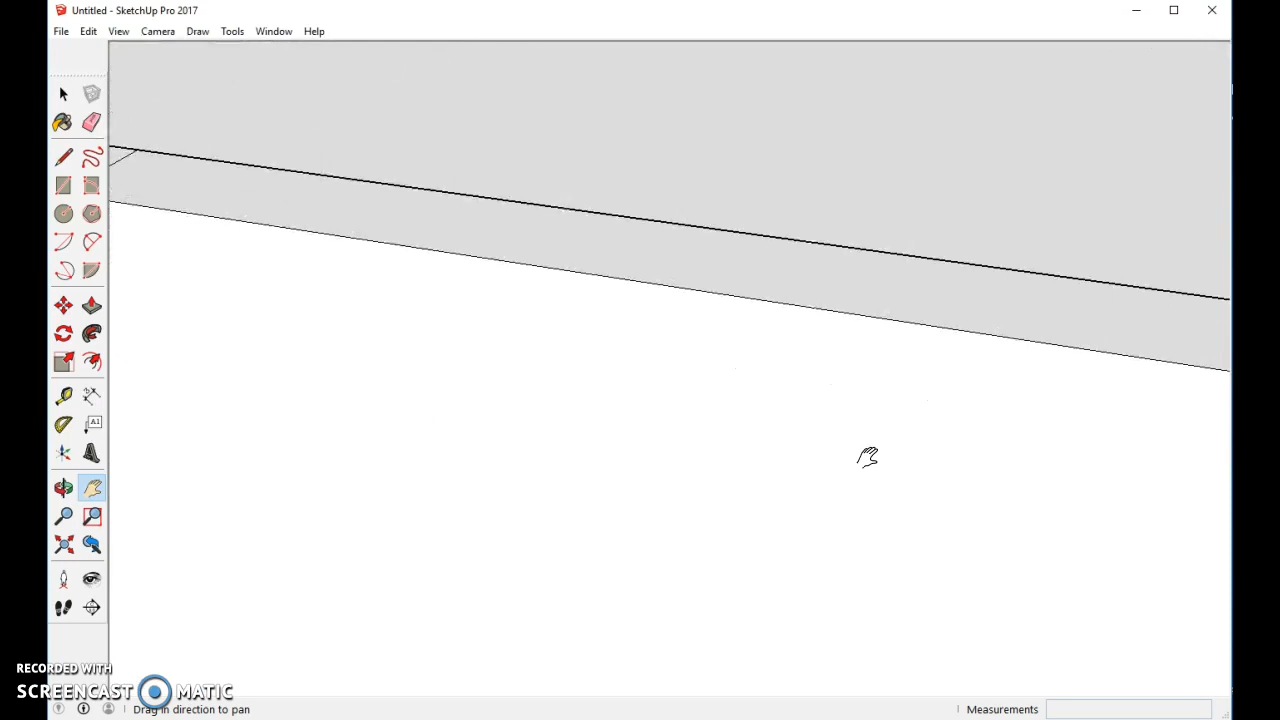 Untitled - SketchUp Pro 2017
File Edit View Camera Draw Tools Window Help
A1
RECORDED WITH
SCREENCAST MATIC
Drag in direction to pan
Measurements